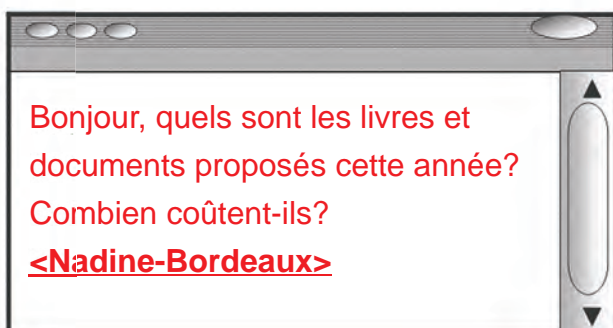 Bonjour, quels sont les livres et
documents proposés cette année?
Combien coûtent-ils?
<Nadine-Bordeaux>